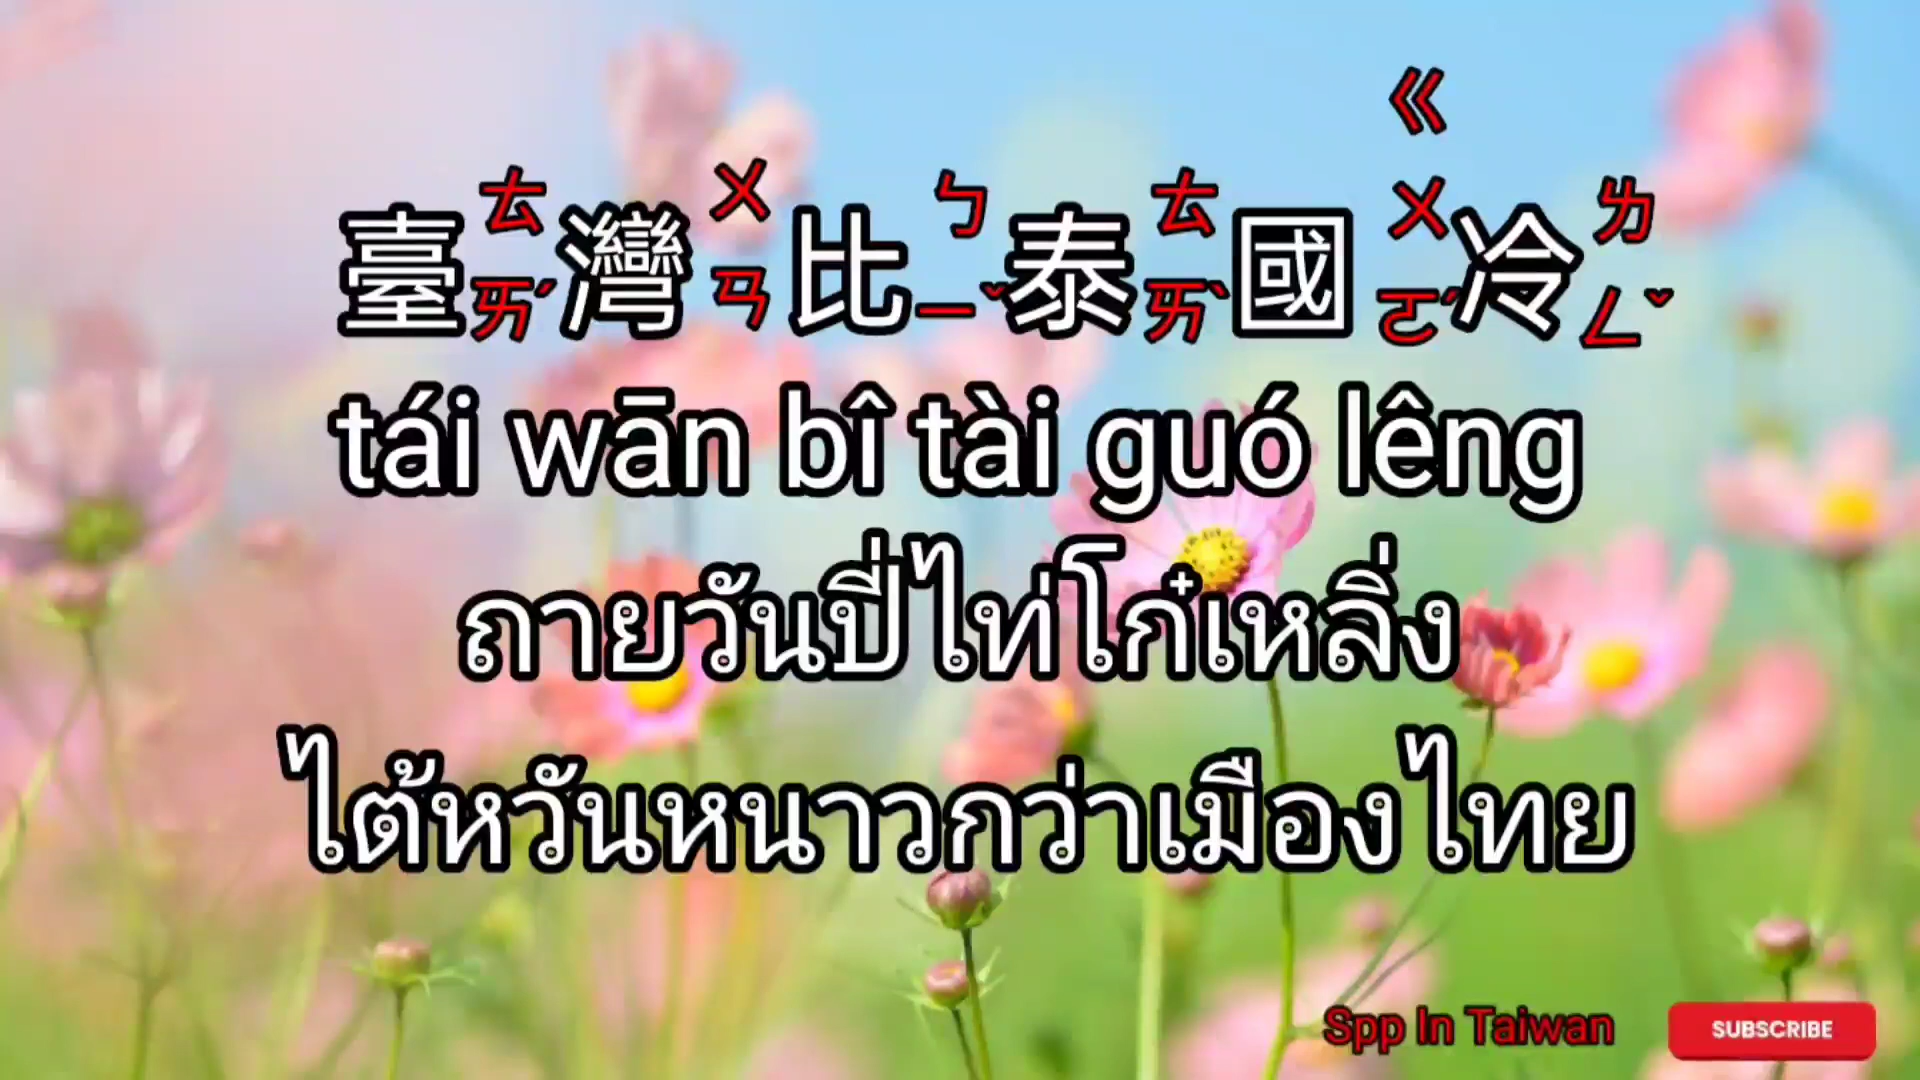 臺ㄊㄞˊ灣ㄨㄢ比ㄅㄧˇ泰ㄊㄞˋ國ㄍㄨㄛˊ冷ㄌㄥˇ
tái wān bî tài guó lêng
ถายวันปี่ไท่โก๋เหลิ่ง
ไต้หวันหนาวกว่าเมืองไทย
Spp In Taiwan
SUBSCRIBE